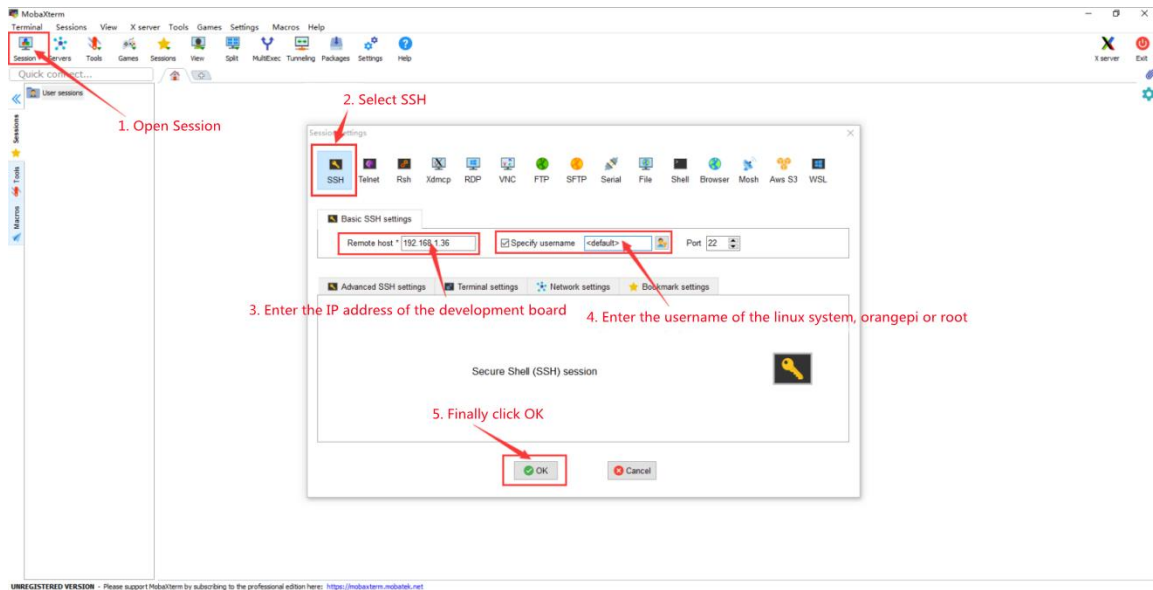 MobaXterm
Terminal Sessions View X server Tools Games Settings Macros Help
Session Servers Tools Games Sessions View Split MultiExec Tunneling Packages Settings Help X server Exit
Quick connect...
User sessions
Sessions
Tools
Macros
1. Open Session
2. Select SSH
Session settings
SSH Telnet Rsh Xdmcp RDP VNC FTP SFTP Serial File Shell Browser Mosh Aws S3 WSL
Basic SSH settings
Remote host * 192.168.1.36 Specify username <default> Port 22
Advanced SSH settings Terminal settings Network settings Bookmark settings
3. Enter the IP address of the development board
4. Enter the username of the linux system, orangepi or root
Secure Shell (SSH) session
5. Finally click OK
OK Cancel
UNREGISTERED VERSION - Please support MobaXterm by subscribing to the professional edition here: https://mobaxterm.mobatek.net